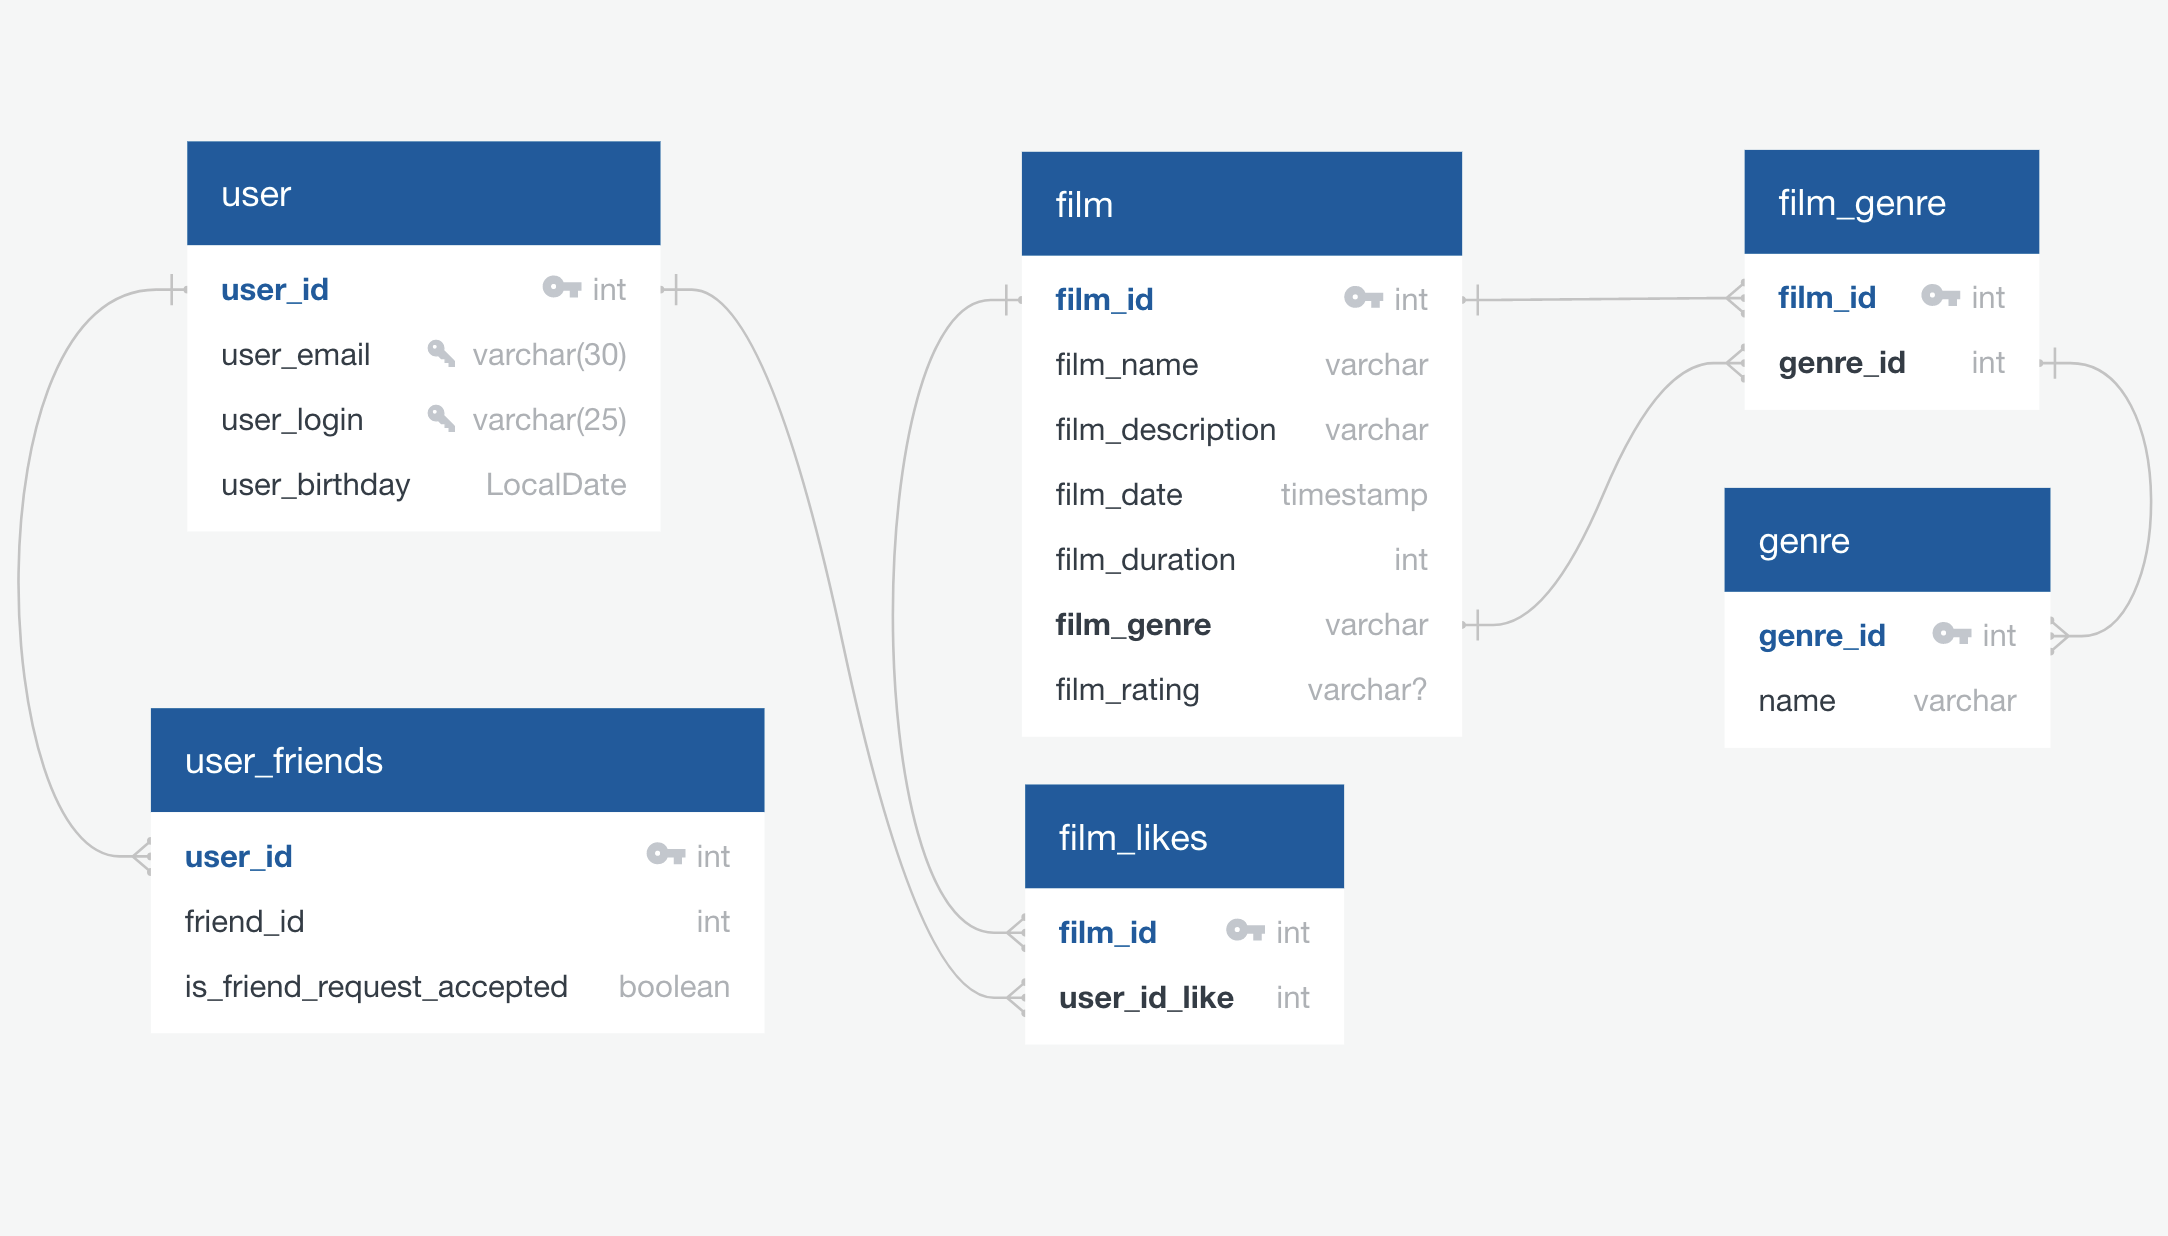 user
user_id int
user_email varchar(30)
user_login varchar(25)
user_birthday LocalDate
film
film_id int
film_name varchar
film_description varchar
film_date timestamp
film_duration int
film_genre varchar
film_rating varchar?
film_genre
film_id int
genre_id int
genre
genre_id int
name varchar
user_friends
user_id int
friend_id int
is_friend_request_accepted boolean
film_likes
film_id int
user_id_like int